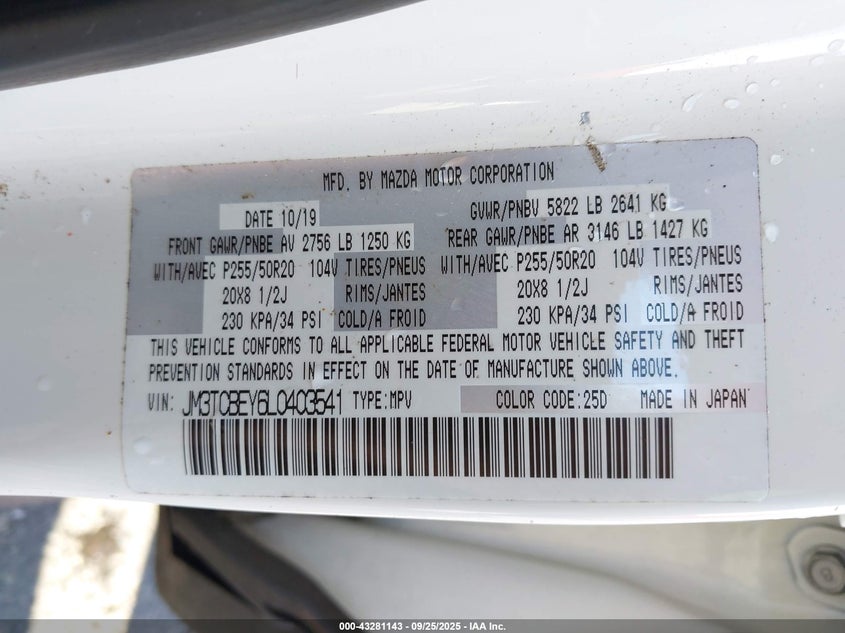 MFD. BY MAZDA MOTOR CORPORATION
DATE 10/19 GVWR/PNBV 5822 LB 2641 KG
FRONT GAWR/PNBE AV 2756 LB 1250 KG REAR GAWR/PNBE AR 3146 LB 1427 KG
WITH/AVEC P255/50R20 104V TIRES/PNEUS WITH/AVEC P255/50R20 104V TIRES/PNEUS
20X8 1/2J RIMS/JANTES 20X8 1/2J RIMS/JANTES
230 KPA/34 PSI COLD/A FROID 230 KPA/34 PSI COLD/A FROID
THIS VEHICLE CONFORMS TO ALL APPLICABLE FEDERAL MOTOR VEHICLE SAFETY AND THEFT
PREVENTION STANDARDS IN EFFECT ON THE DATE OF MANUFACTURE SHOWN ABOVE.
VIN: JM3TCBEY6L0403541 TYPE:MPV COLOR CODE:25D MADE IN JAPAN
000-43281143 - 09/25/2025 - IAA Inc.